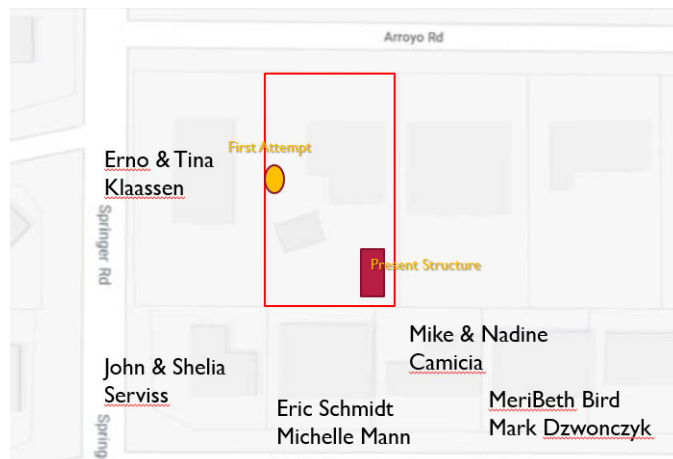 Arroyo Rd
First Attempt
Erno & Tina
Klaassen
Springer Rd
Present Structure
Mike & Nadine
Camicia
John & Shelia
Serviss
MeriBeth Bird
Mark Dzwonczyk
Eric Schmidt
Michelle Mann
Spring